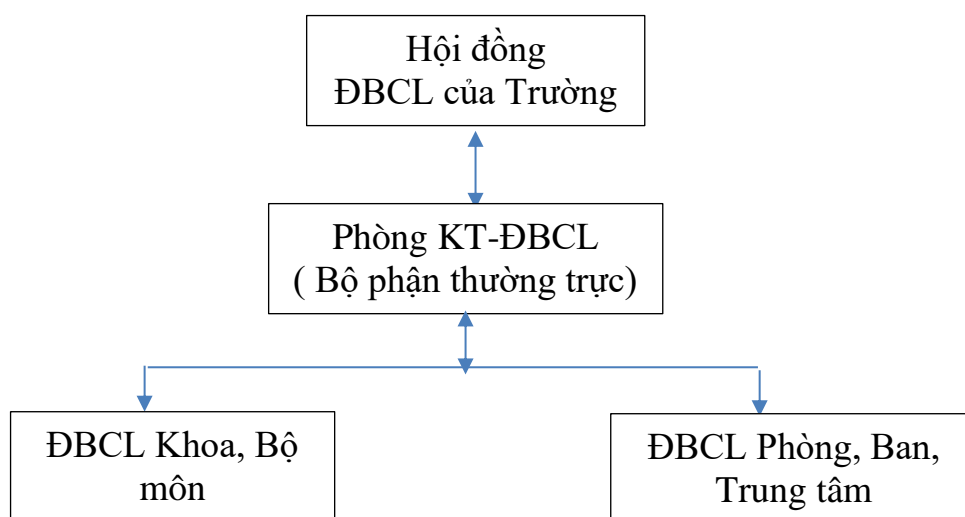 Hội đồng
ĐBCL của Trường
Phòng KT-ĐBCL
( Bộ phận thường trực)
ĐBCL Khoa, Bộ
môn
ĐBCL Phòng, Ban,
Trung tâm